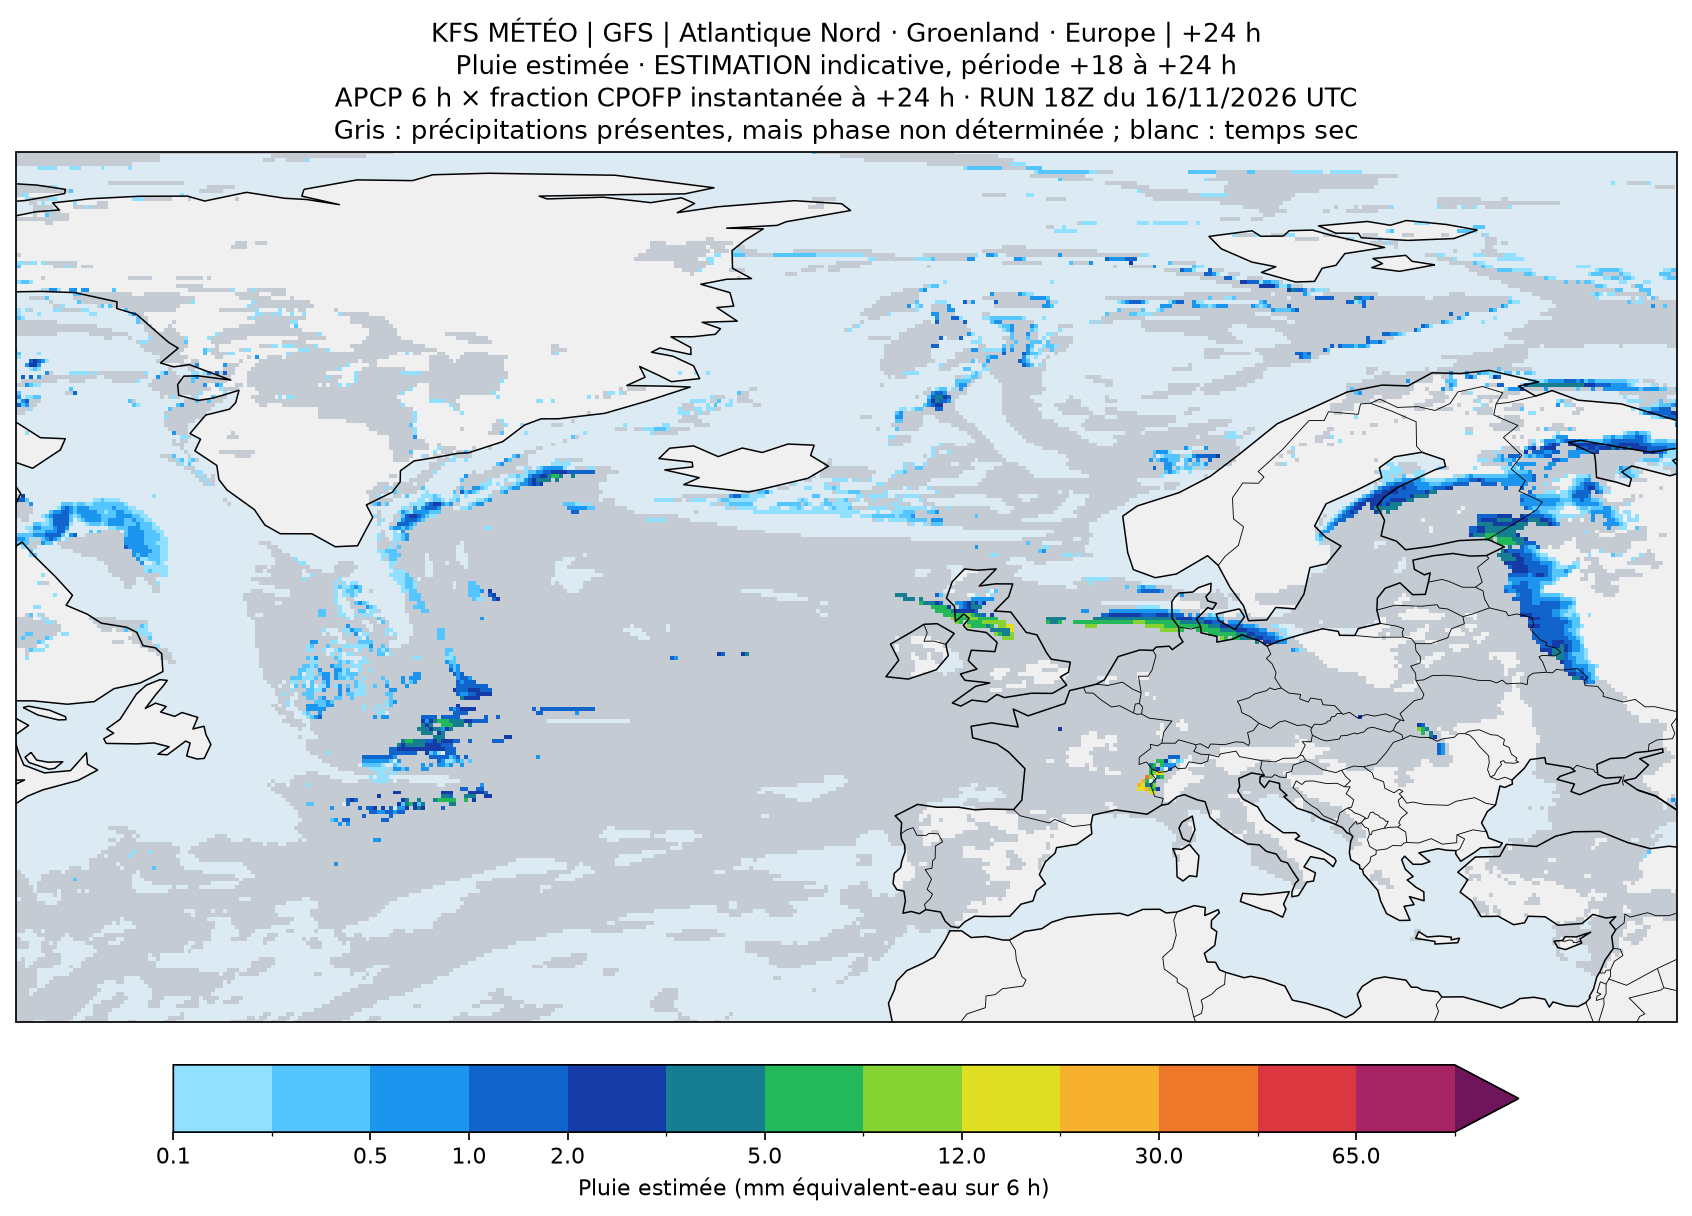 KFS MÉTÉO | GFS | Atlantique Nord · Groenland · Europe | +24 h
Pluie estimée · ESTIMATION indicative, période +18 à +24 h
APCP 6 h × fraction CPOFP instantanée à +24 h · RUN 18Z du 16/11/2026 UTC
Gris : précipitations présentes, mais phase non déterminée ; blanc : temps sec
0.1 0.5 1.0 2.0 5.0 12.0 30.0 65.0
Pluie estimée (mm équivalent-eau sur 6 h)